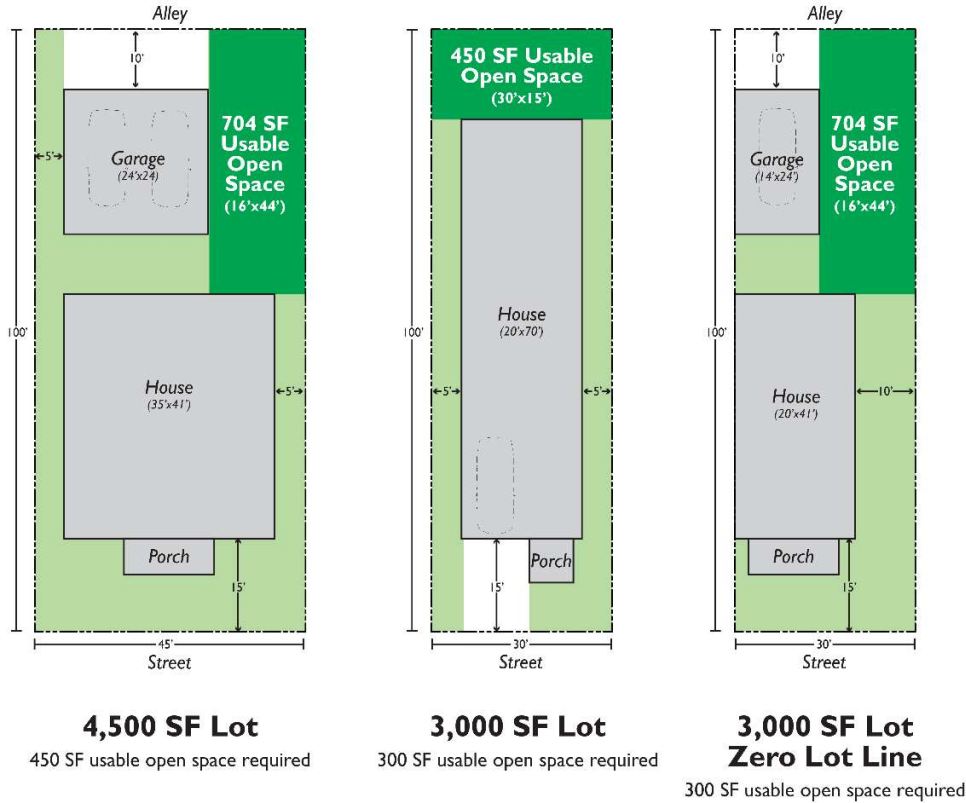 Alley
10'
704 SF
Usable
Open
Space
(16'x44')
5'
Garage
(24'x24)
100'
House
(35'x41')
5'
Porch
15'
45'
Street
4,500 SF Lot
450 SF usable open space required
450 SF Usable
Open Space
(30'x15')
100'
House
(20'x70')
5'
5'
Porch
15'
30'
Street
3,000 SF Lot
300 SF usable open space required
Alley
10'
704 SF
Usable
Open
Space
(16'x44')
Garage
(14'x24')
100'
House
(20'x41')
10'
Porch
15'
30'
Street
3,000 SF Lot
Zero Lot Line
300 SF usable open space required